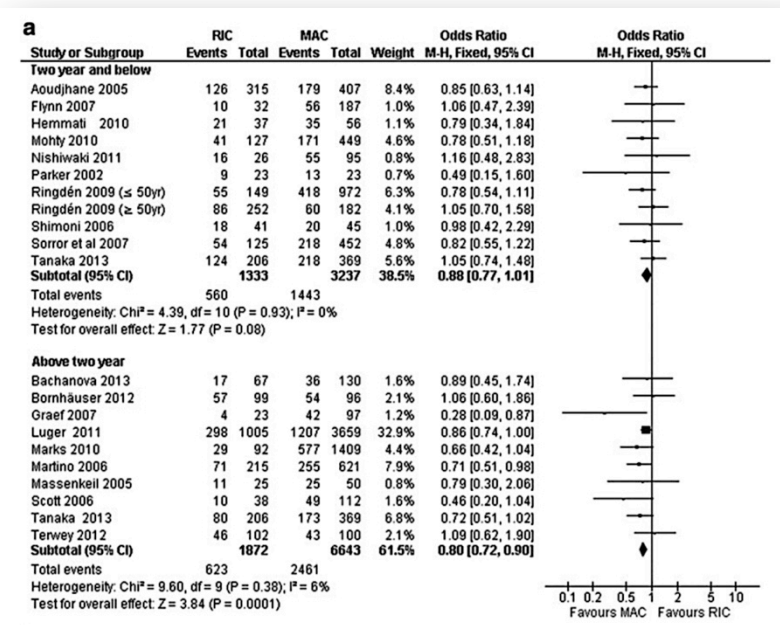 a
RIC MAC Odds Ratio Odds Ratio
Study or Subgroup Events Total Events Total Weight M-H, Fixed, 95% CI M-H, Fixed, 95% CI
Two year and below
Aoudjhane 2005 126 315 179 407 8.4% 0.85 [0.63, 1.14]
Flynn 2007 10 32 56 187 1.0% 1.06 [0.47, 2.39]
Hemmati 2010 21 37 35 56 1.1% 0.79 [0.34, 1.84]
Mohty 2010 41 127 171 449 4.6% 0.78 [0.51, 1.18]
Nishiwaki 2011 16 26 55 95 0.8% 1.16 [0.48, 2.83]
Parker 2002 9 23 13 23 0.7% 0.49 [0.15, 1.60]
Ringdén 2009 (≤ 50yr) 55 149 418 972 6.3% 0.78 [0.54, 1.11]
Ringdén 2009 (≥ 50yr) 86 252 60 182 4.1% 1.05 [0.70, 1.58]
Shimoni 2006 18 41 20 45 1.0% 0.98 [0.42, 2.29]
Sorror et al 2007 54 125 218 452 4.8% 0.82 [0.55, 1.22]
Tanaka 2013 124 206 218 369 5.6% 1.05 [0.74, 1.48]
Subtotal (95% CI) 1333 3237 38.5% 0.88 [0.77, 1.01]
Total events 560 1443
Heterogeneity: Chi² = 4.39, df = 10 (P = 0.93); I² = 0%
Test for overall effect: Z = 1.77 (P = 0.08)
Above two year
Bachanova 2013 17 67 36 130 1.6% 0.89 [0.45, 1.74]
Bornhäuser 2012 57 99 54 96 2.1% 1.06 [0.60, 1.86]
Graef 2007 4 23 42 97 1.2% 0.28 [0.09, 0.87]
Luger 2011 298 1005 1207 3659 32.9% 0.86 [0.74, 1.00]
Marks 2010 29 92 577 1409 4.4% 0.66 [0.42, 1.04]
Martino 2006 71 215 255 621 7.9% 0.71 [0.51, 0.98]
Massenkeil 2005 11 25 25 50 0.8% 0.79 [0.30, 2.06]
Scott 2006 10 38 49 112 1.6% 0.46 [0.20, 1.04]
Tanaka 2013 80 206 173 369 6.8% 0.72 [0.51, 1.02]
Terwey 2012 46 102 43 100 2.1% 1.09 [0.62, 1.90]
Subtotal (95% CI) 1872 6643 61.5% 0.80 [0.72, 0.90]
Total events 623 2461
Heterogeneity: Chi² = 9.60, df = 9 (P = 0.38); I² = 6%
Test for overall effect: Z = 3.84 (P = 0.0001)
0.1 0.2 0.5 1 2 5 10
Favours MAC Favours RIC